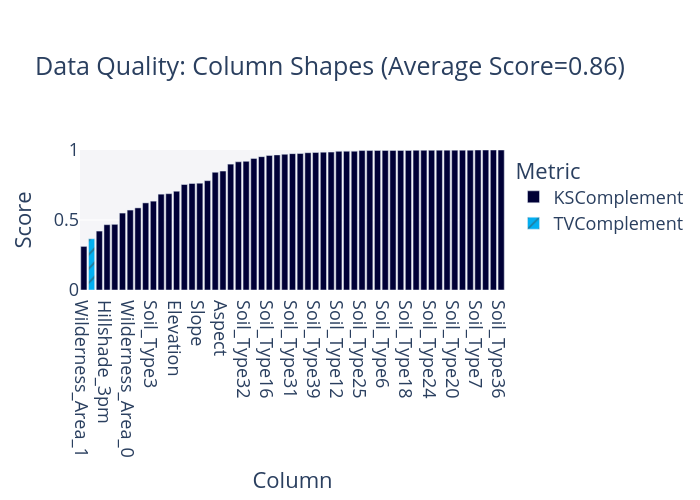 Data Quality: Column Shapes (Average Score=0.86)
1
0.5
0
Score
Metric
KSComplement
TVComplement
Wilderness_Area_1
Hillshade_3pm
Wilderness_Area_0
Soil_Type3
Elevation
Slope
Aspect
Soil_Type32
Soil_Type16
Soil_Type31
Soil_Type39
Soil_Type12
Soil_Type25
Soil_Type6
Soil_Type18
Soil_Type24
Soil_Type20
Soil_Type7
Soil_Type36
Column